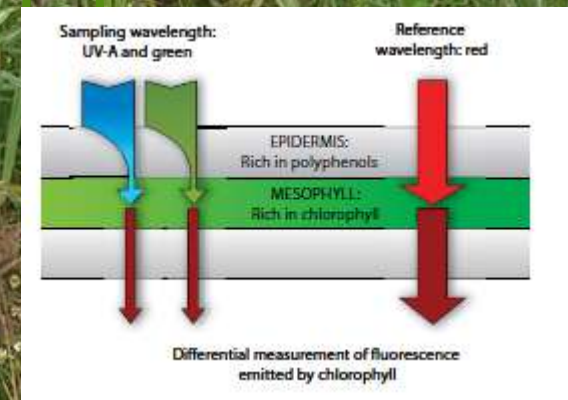 Sampling wavelength:
UV-A and green
Reference
wavelength: red
EPIDERMIS:
Rich in polyphenols
MESOPHYLL:
Rich in chlorophyll
Differential measurement of fluorescence
emitted by chlorophyll